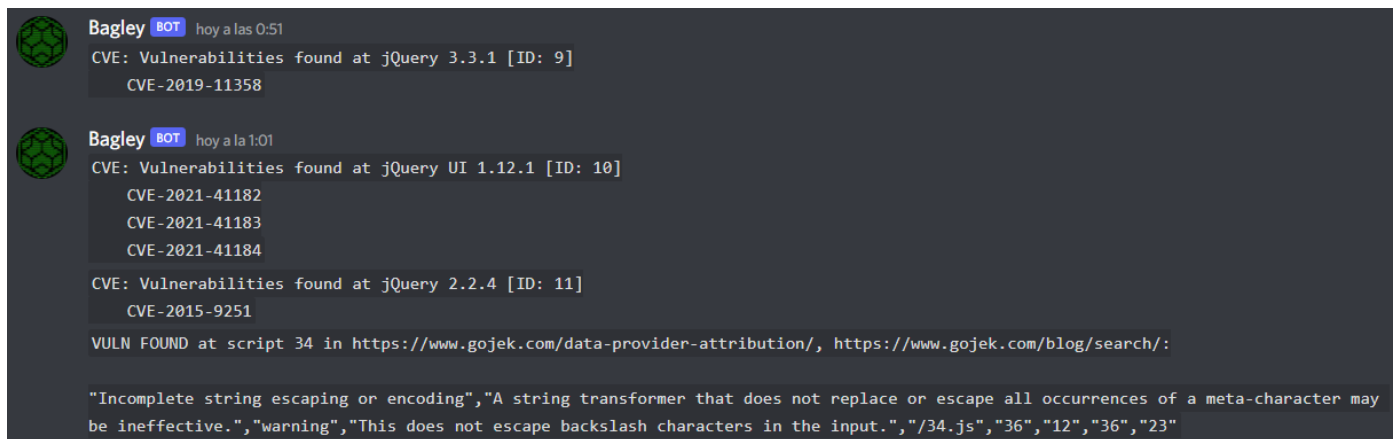 Bagley BOT hoy a las 0:51
CVE: Vulnerabilities found at jQuery 3.3.1 [ID: 9]
CVE-2019-11358
Bagley BOT hoy a la 1:01
CVE: Vulnerabilities found at jQuery UI 1.12.1 [ID: 10]
CVE-2021-41182
CVE-2021-41183
CVE-2021-41184
CVE: Vulnerabilities found at jQuery 2.2.4 [ID: 11]
CVE-2015-9251
VULN FOUND at script 34 in https://www.gojek.com/data-provider-attribution/, https://www.gojek.com/blog/search/:
"Incomplete string escaping or encoding","A string transformer that does not replace or escape all occurrences of a meta-character may
be ineffective.","warning","This does not escape backslash characters in the input.","/34.js","36","12","36","23"